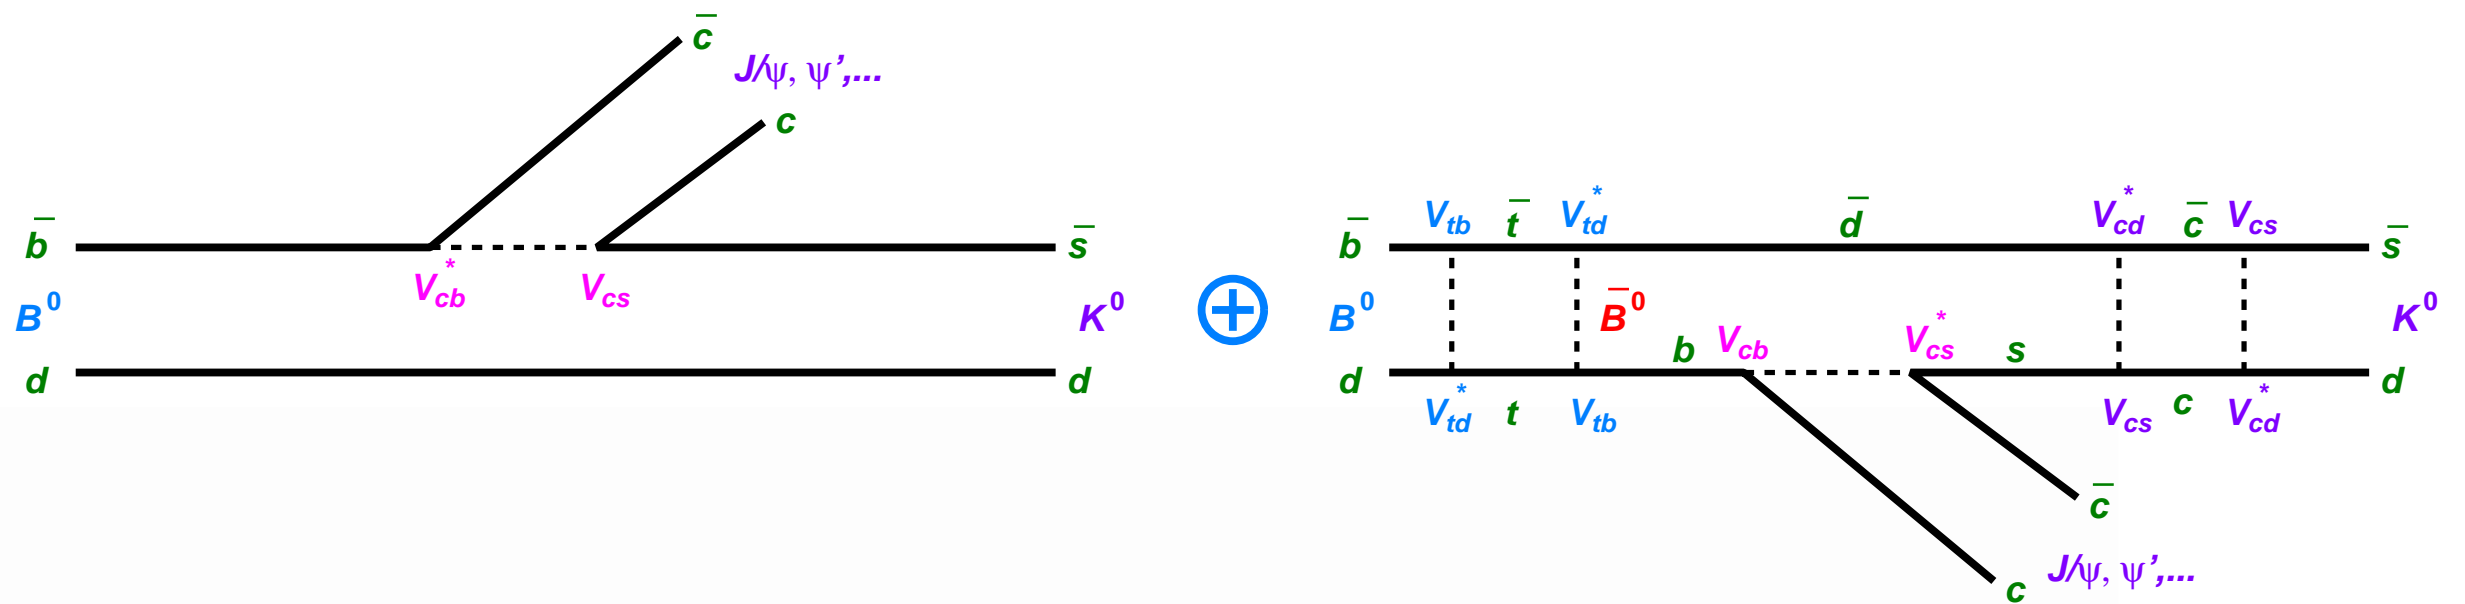 c̄
J/ψ, ψ’,...
c
b̄ s̄
V*cb Vcs
B⁰ K⁰
d d
Vtb t̄ V*td d̄ V*cd c̄ Vcs
b̄ s̄
B⁰ B̄⁰ K⁰
b Vcb V*cs s
d d
V*td t Vtb Vcs c V*cd
c̄
J/ψ, ψ’,...
c